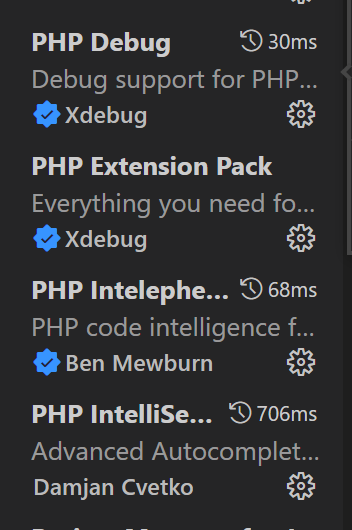 PHP Debug 30ms
Debug support for PHP...
Xdebug
PHP Extension Pack
Everything you need fo...
Xdebug
PHP Intelephe... 68ms
PHP code intelligence f...
Ben Mewburn
PHP IntelliSe... 706ms
Advanced Autocomplet...
Damjan Cvetko